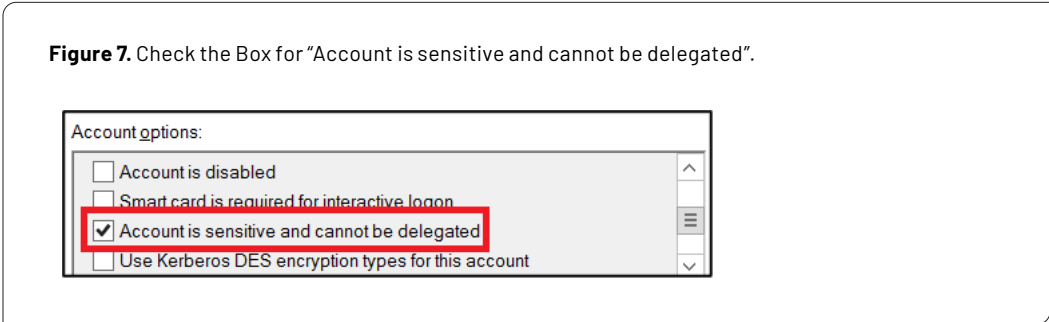 Figure 7. Check the Box for “Account is sensitive and cannot be delegated”.
Account options:
Account is disabled
Smart card is required for interactive logon
Account is sensitive and cannot be delegated
Use Kerberos DES encryption types for this account